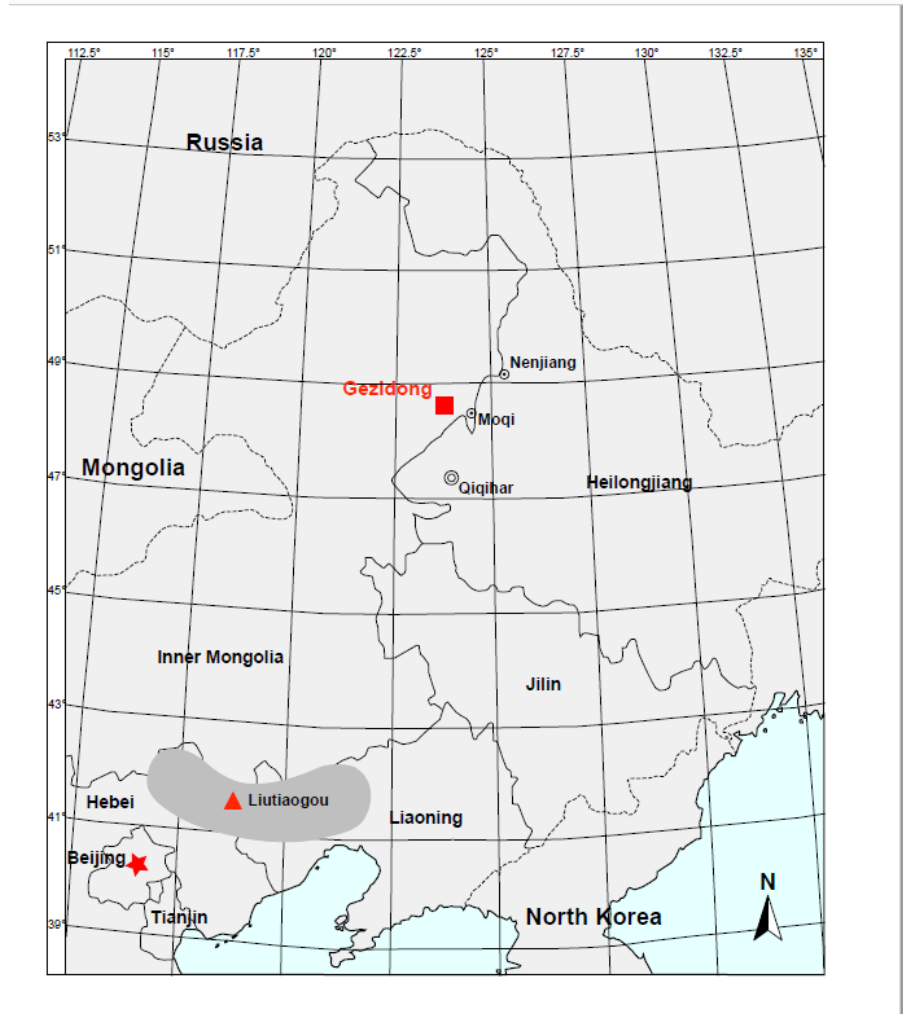 112.5° 115° 117.5° 120° 122.5° 125° 127.5° 130° 132.5° 135°
53°
Russia
51°
49°
Nenjiang
Gezidong
Moqi
Mongolia
47°
Heilongjiang
Qiqihar
45°
Inner Mongolia
Jilin
43°
Hebei
Liutiaogou
41°
Liaoning
Beijing
N
Tianjin
North Korea
39°